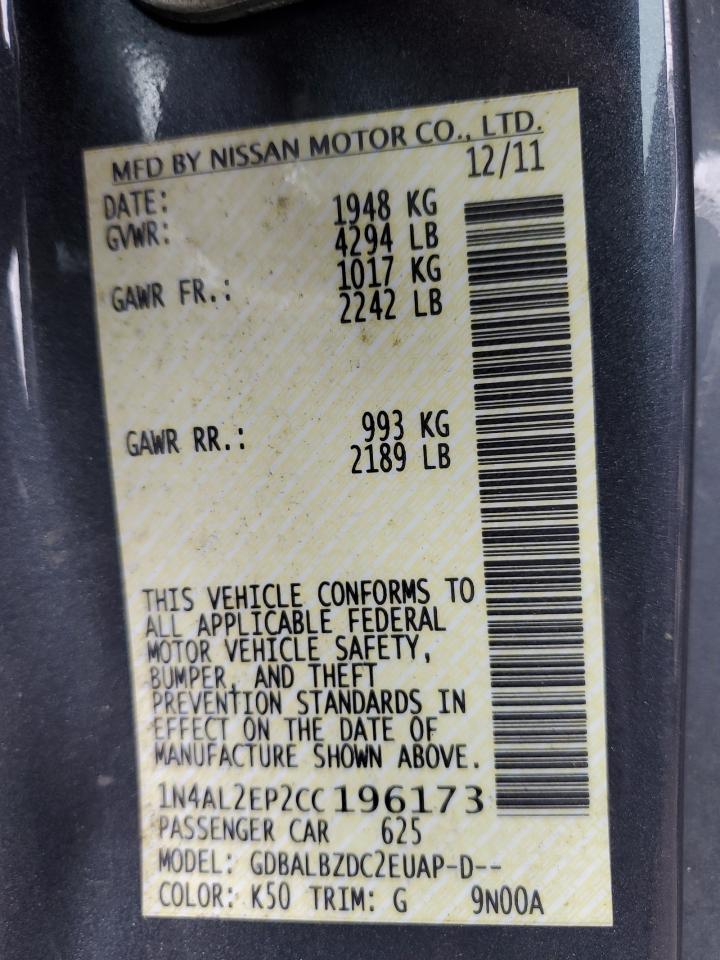 MFD BY NISSAN MOTOR CO., LTD.
DATE: 12/11
GVWR: 1948 KG
4294 LB
GAWR FR.: 1017 KG
2242 LB
GAWR RR.: 993 KG
2189 LB
THIS VEHICLE CONFORMS TO
ALL APPLICABLE FEDERAL
MOTOR VEHICLE SAFETY,
BUMPER, AND THEFT
PREVENTION STANDARDS IN
EFFECT ON THE DATE OF
MANUFACTURE SHOWN ABOVE.
1N4AL2EP2CC196173
PASSENGER CAR 625
MODEL: GDBALBZDC2EUAP-D--
COLOR: K50 TRIM: G 9N00A